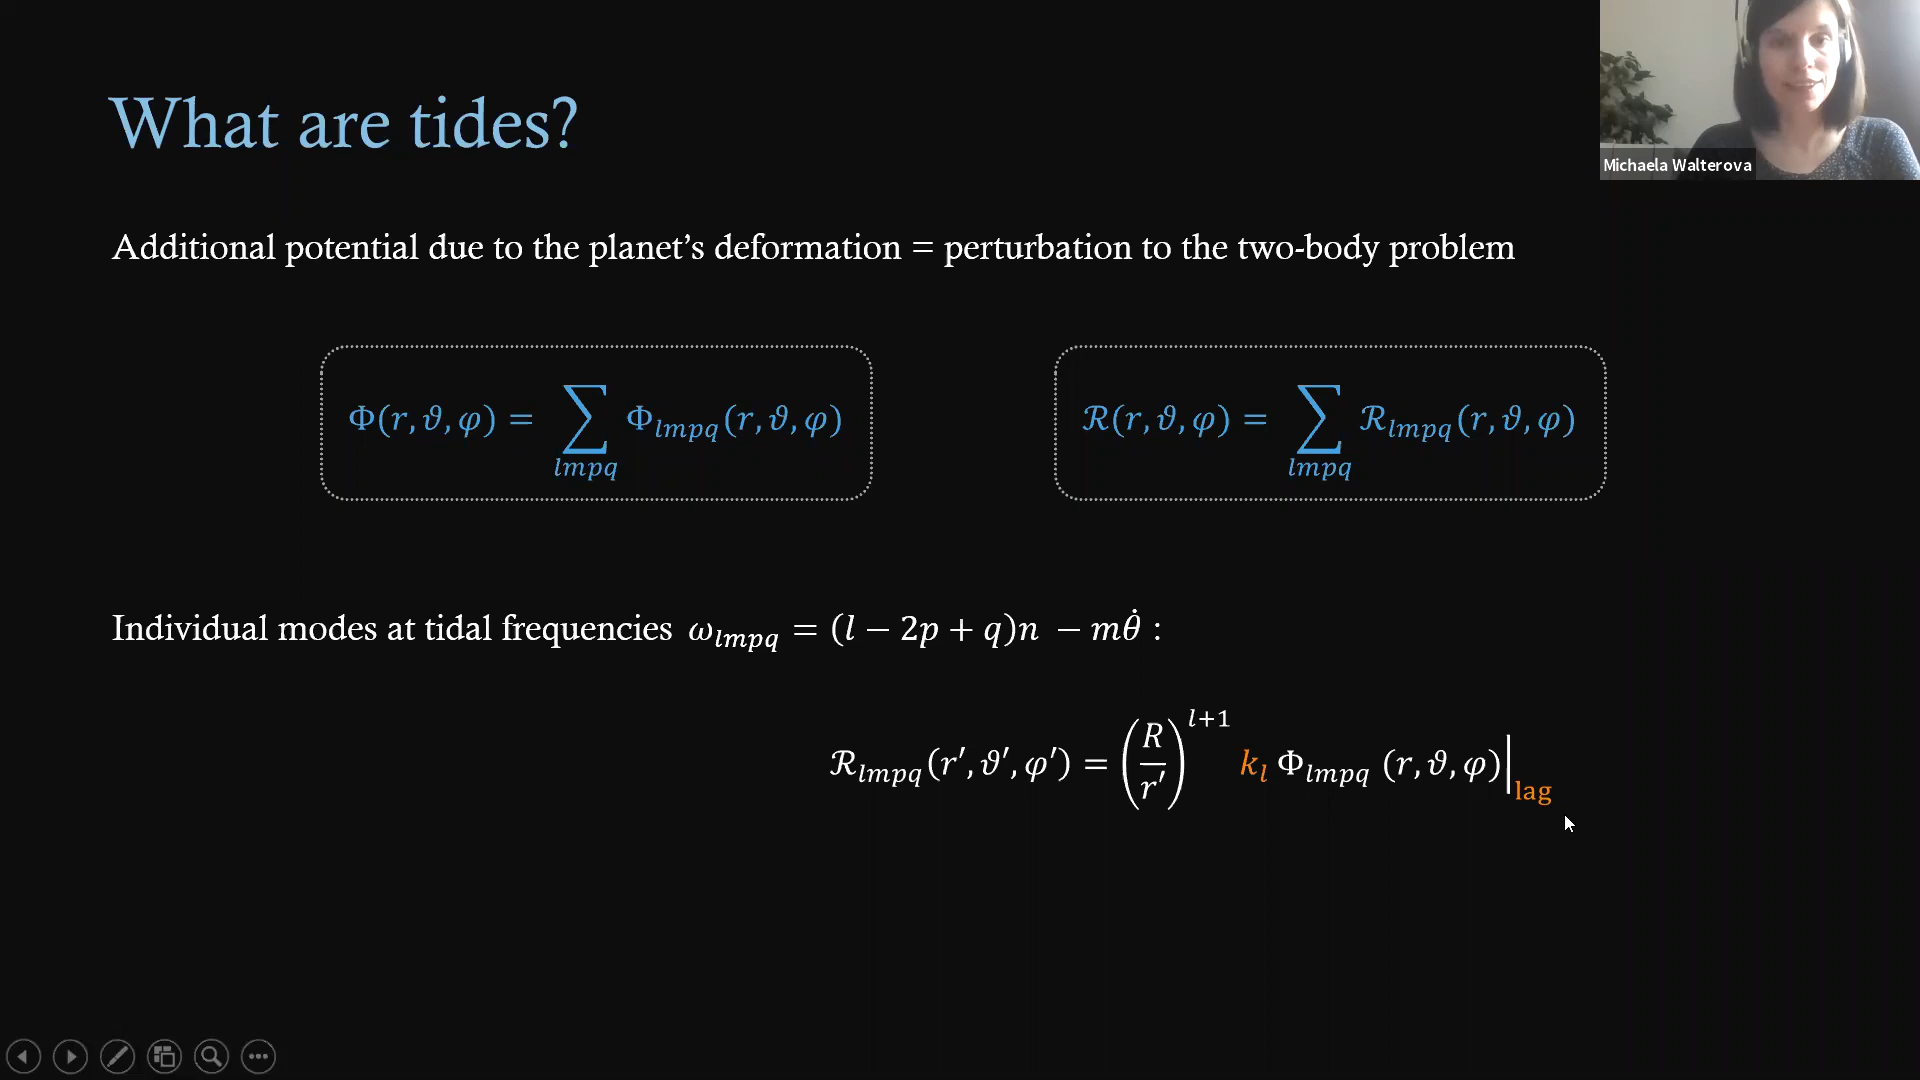 What are tides?
Michaela Walterova
Additional potential due to the planet’s deformation = perturbation to the two-body problem
Φ(r, ϑ, φ) = ∑_{lmpq} Φ_{lmpq}(r, ϑ, φ)
ℛ(r, ϑ, φ) = ∑_{lmpq} ℛ_{lmpq}(r, ϑ, φ)
Individual modes at tidal frequencies ω_{lmpq} = (l − 2p + q)n − mθ̇ :
ℛ_{lmpq}(r′, ϑ′, φ′) = (R/r′)^{l+1} k_l Φ_{lmpq} (r, ϑ, φ)|_{lag}